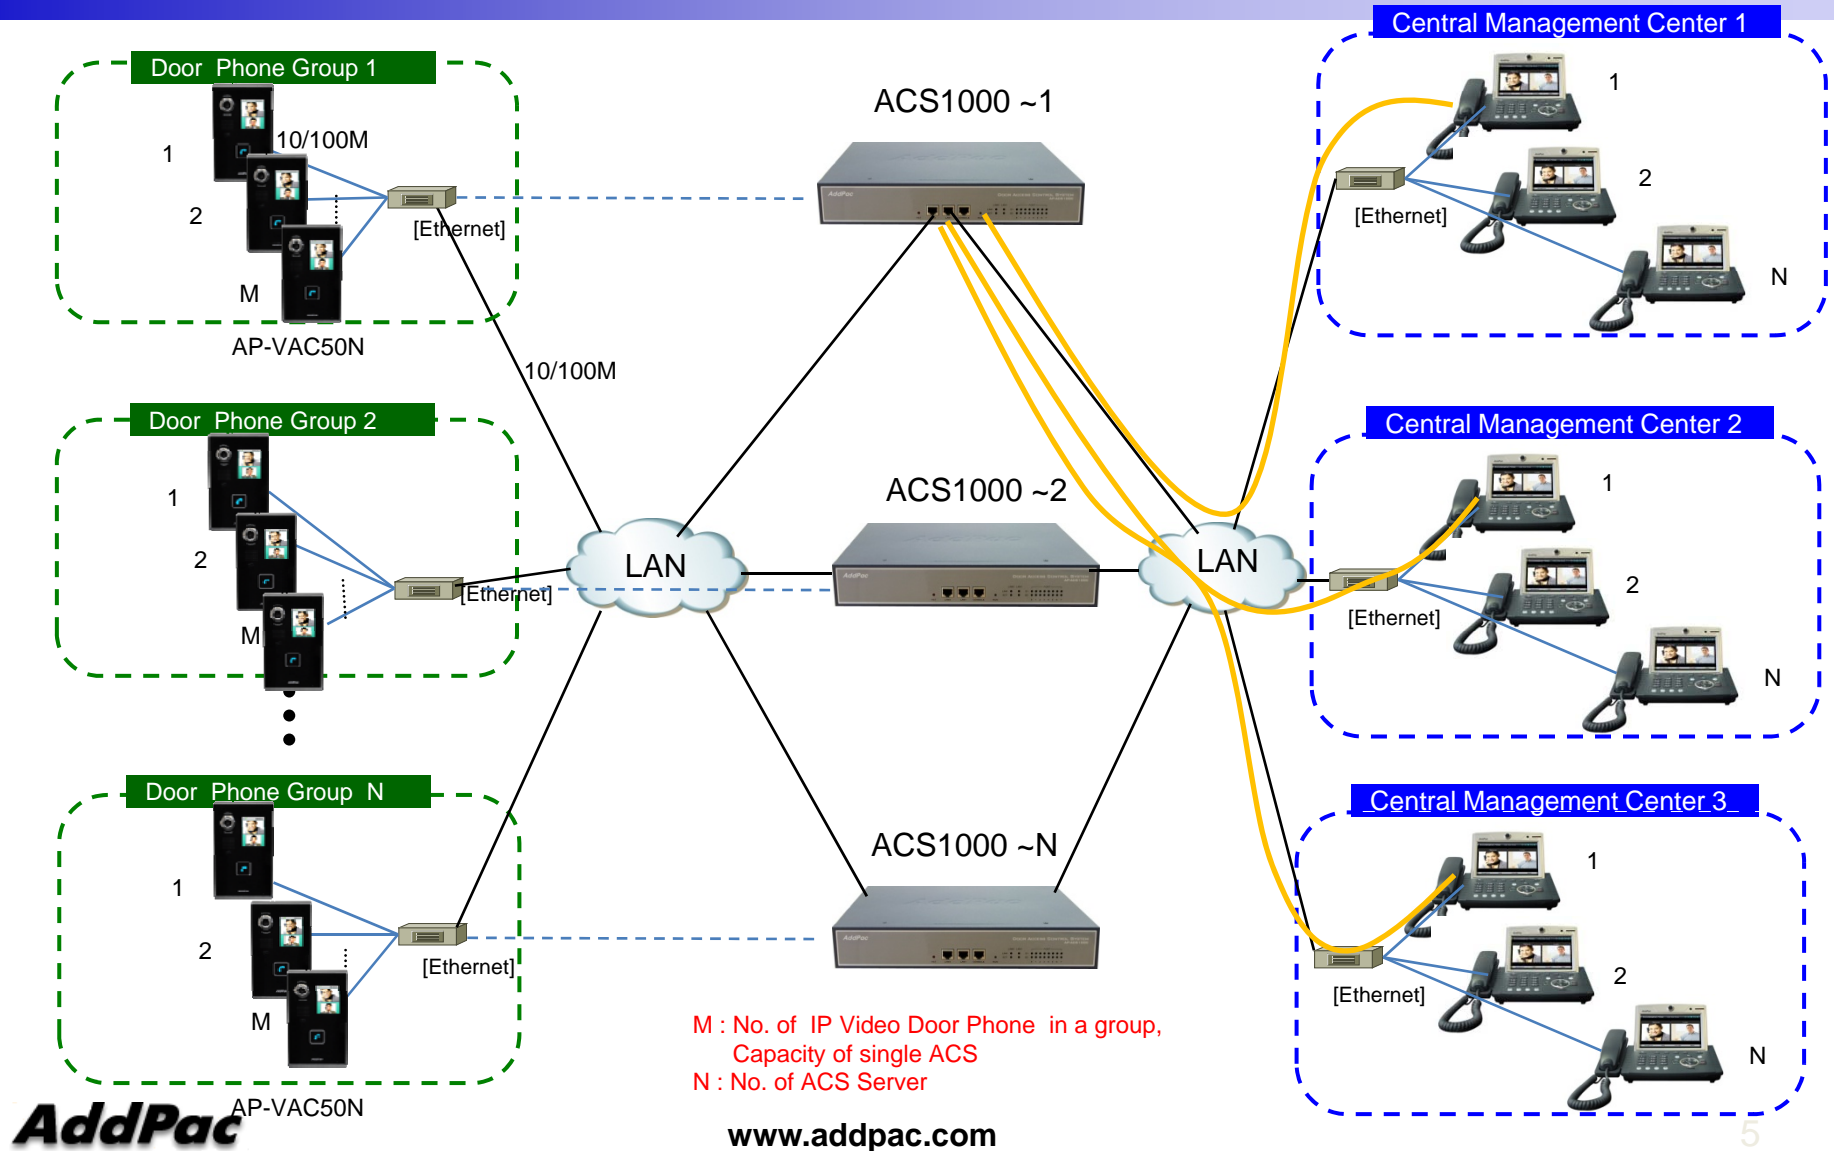 Central Management Center 1
Door  Phone Group 1
1
ACS1000 ~1
10/100M
1
2
2
[Ethernet]
[Ethernet]
AddPac
N
M
AP-VAC50N
10/100M
Door  Phone Group 2
Central Management Center 2
1
1
ACS1000 ~2
2
LAN
LAN
2
AddPac
[Ethernet]
[Ethernet]
M
N
Door  Phone Group  N
Central Management Center 3
ACS1000 ~N
1
1
2
AddPac
[Ethernet]
2
[Ethernet]
M
M : No. of  IP Video Door Phone  in a group,
Capacity of single ACS
N : No. of ACS Server
N
AP-VAC50N
AddPac
www.addpac.com
5